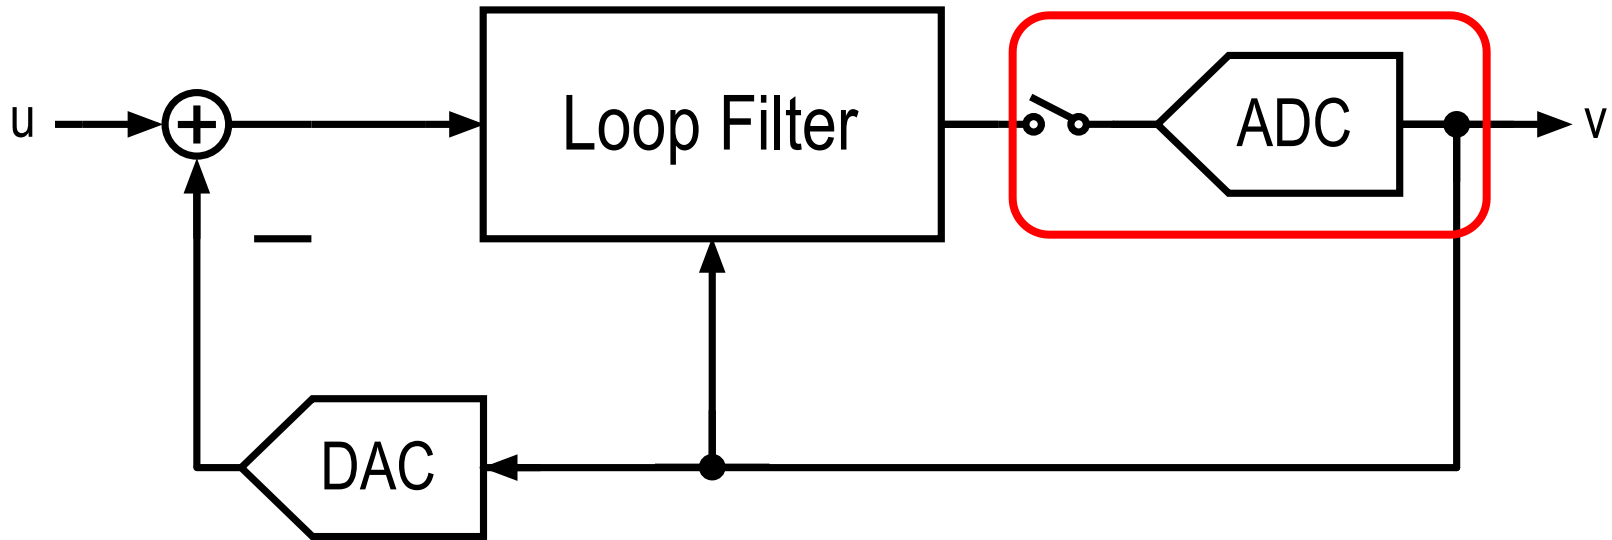 u
+
Loop Filter
ADC
v
−
DAC